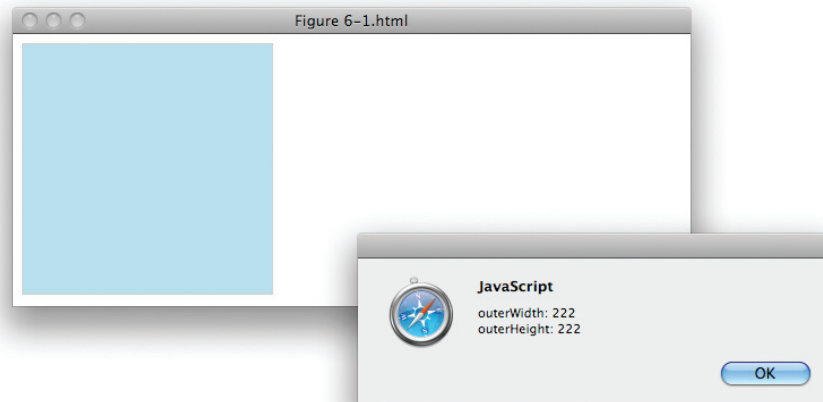 Figure 6-1.html
JavaScript
outerWidth: 222
outerHeight: 222
OK